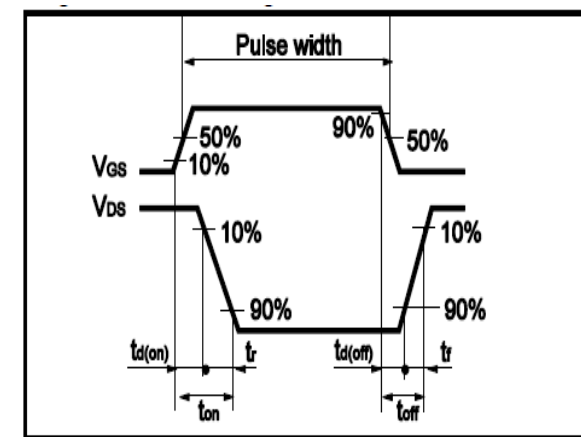 Pulse width
90%
50%
50%
10%
VGS
VDS
10%
10%
90%
90%
td(on)
tr
td(off)
tf
ton
toff